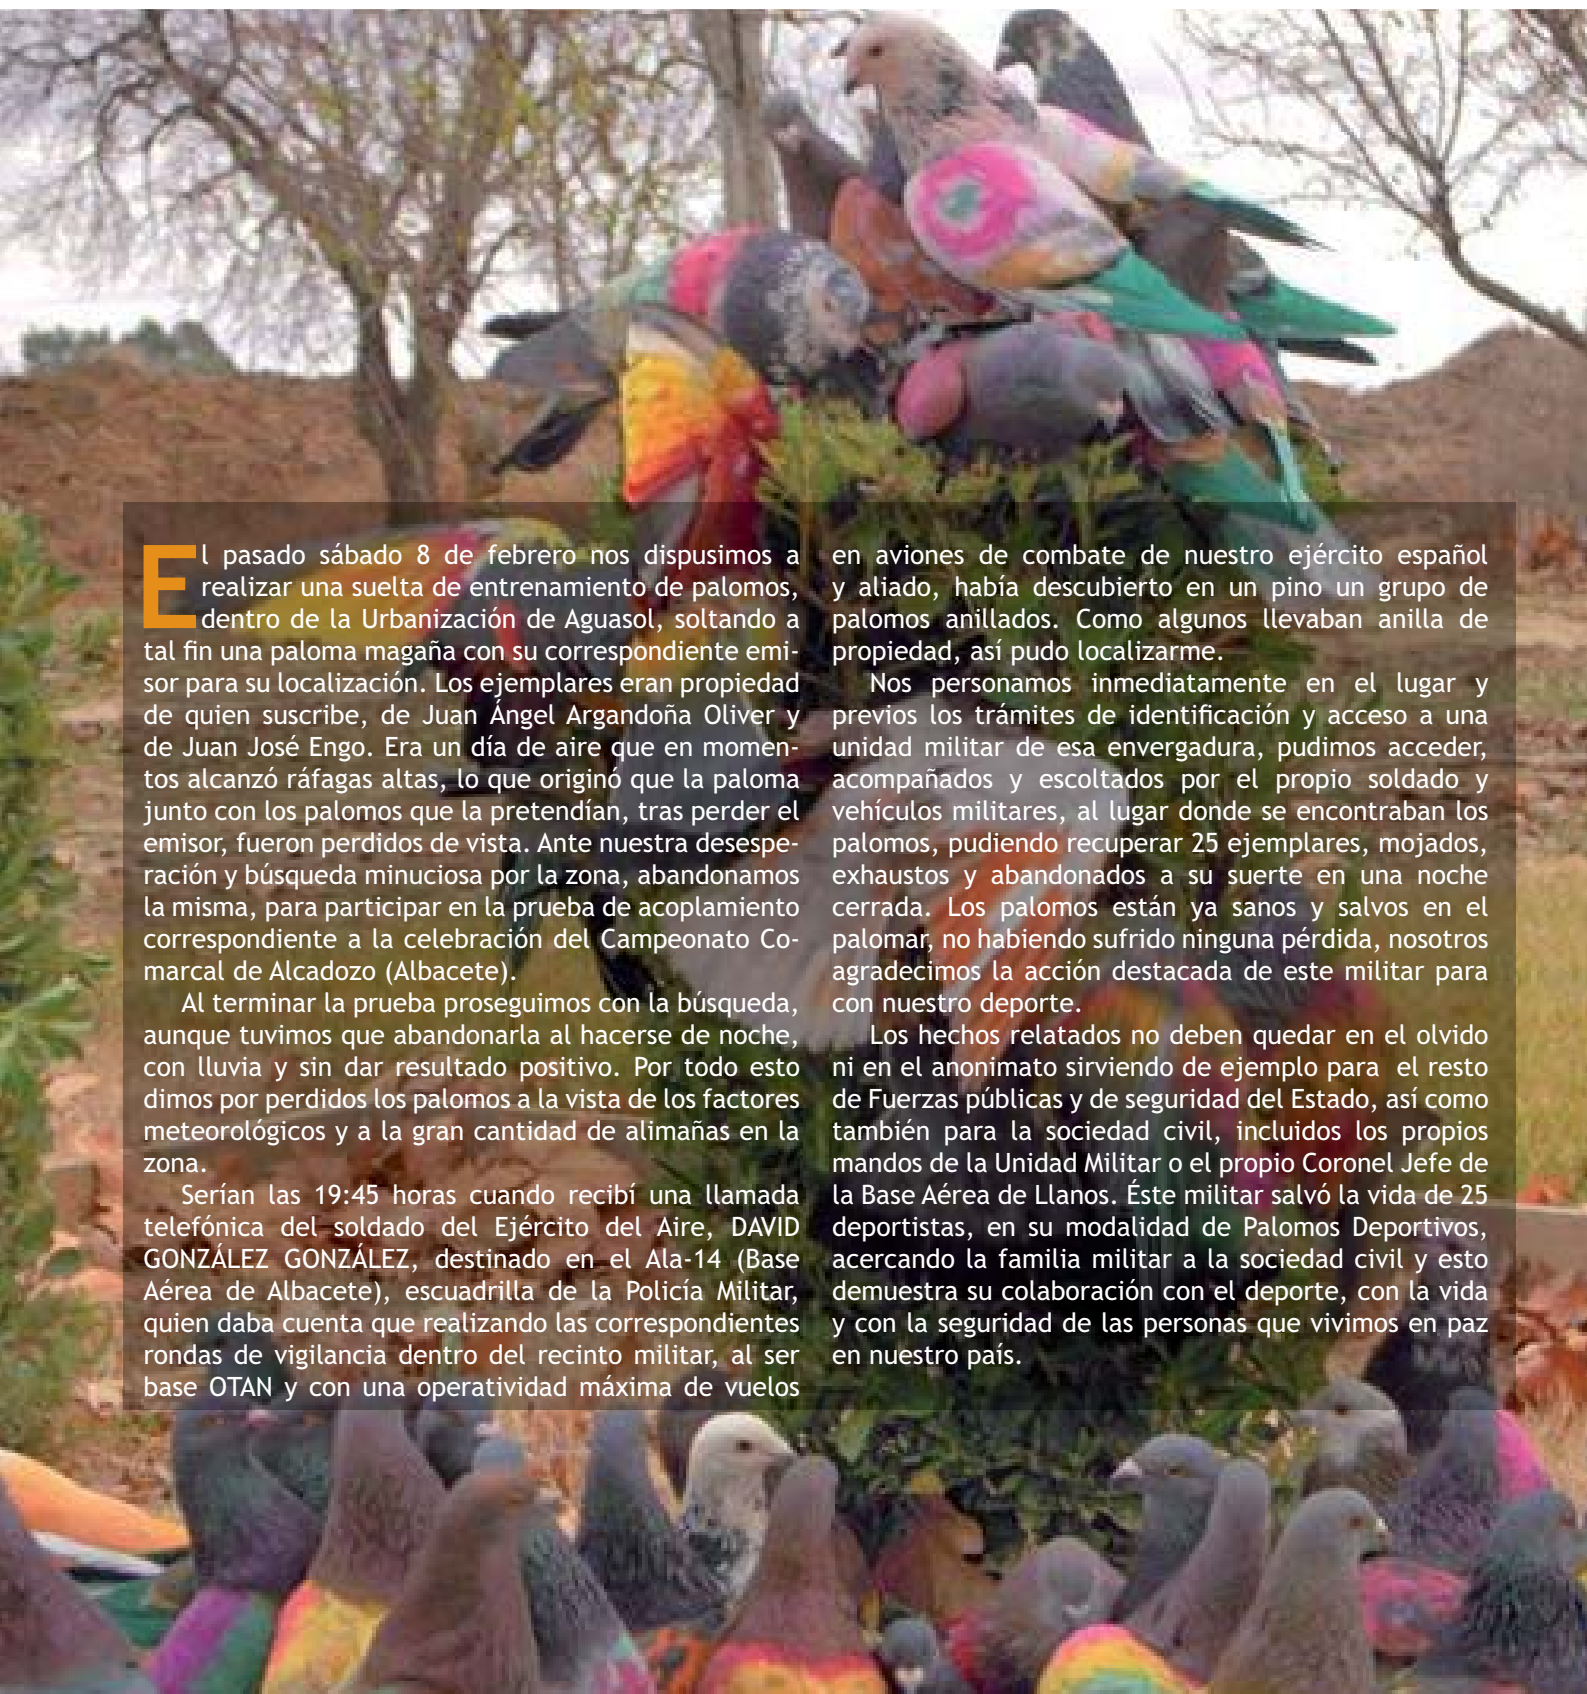 El pasado sábado 8 de febrero nos dispusimos a
realizar una suelta de entrenamiento de palomos,
dentro de la Urbanización de Aguasol, soltando a
tal fin una paloma magaña con su correspondiente emi-
sor para su localización. Los ejemplares eran propiedad
de quien suscribe, de Juan Ángel Argandoña Oliver y
de Juan José Engo. Era un día de aire que en momen-
tos alcanzó ráfagas altas, lo que originó que la paloma
junto con los palomos que la pretendían, tras perder el
emisor, fueron perdidos de vista. Ante nuestra desespe-
ración y búsqueda minuciosa por la zona, abandonamos
la misma, para participar en la prueba de acoplamiento
correspondiente a la celebración del Campeonato Co-
marcal de Alcadozo (Albacete).
Al terminar la prueba proseguimos con la búsqueda,
aunque tuvimos que abandonarla al hacerse de noche,
con lluvia y sin dar resultado positivo. Por todo esto
dimos por perdidos los palomos a la vista de los factores
meteorológicos y a la gran cantidad de alimañas en la
zona.
Serían las 19:45 horas cuando recibí una llamada
telefónica del soldado del Ejército del Aire, DAVID
GONZÁLEZ GONZÁLEZ, destinado en el Ala-14 (Base
Aérea de Albacete), escuadrilla de la Policía Militar,
quien daba cuenta que realizando las correspondientes
rondas de vigilancia dentro del recinto militar, al ser
base OTAN y con una operatividad máxima de vuelos
en aviones de combate de nuestro ejército español
y aliado, había descubierto en un pino un grupo de
palomos anillados. Como algunos llevaban anilla de
propiedad, así pudo localizarme.
Nos personamos inmediatamente en el lugar y
previos los trámites de identificación y acceso a una
unidad militar de esa envergadura, pudimos acceder,
acompañados y escoltados por el propio soldado y
vehículos militares, al lugar donde se encontraban los
palomos, pudiendo recuperar 25 ejemplares, mojados,
exhaustos y abandonados a su suerte en una noche
cerrada. Los palomos están ya sanos y salvos en el
palomar, no habiendo sufrido ninguna pérdida, nosotros
agradecimos la acción destacada de este militar para
con nuestro deporte.
Los hechos relatados no deben quedar en el olvido
ni en el anonimato sirviendo de ejemplo para el resto
de Fuerzas públicas y de seguridad del Estado, así como
también para la sociedad civil, incluidos los propios
mandos de la Unidad Militar o el propio Coronel Jefe de
la Base Aérea de Llanos. Éste militar salvó la vida de 25
deportistas, en su modalidad de Palomos Deportivos,
acercando la familia militar a la sociedad civil y esto
demuestra su colaboración con el deporte, con la vida
y con la seguridad de las personas que vivimos en paz
en nuestro país.